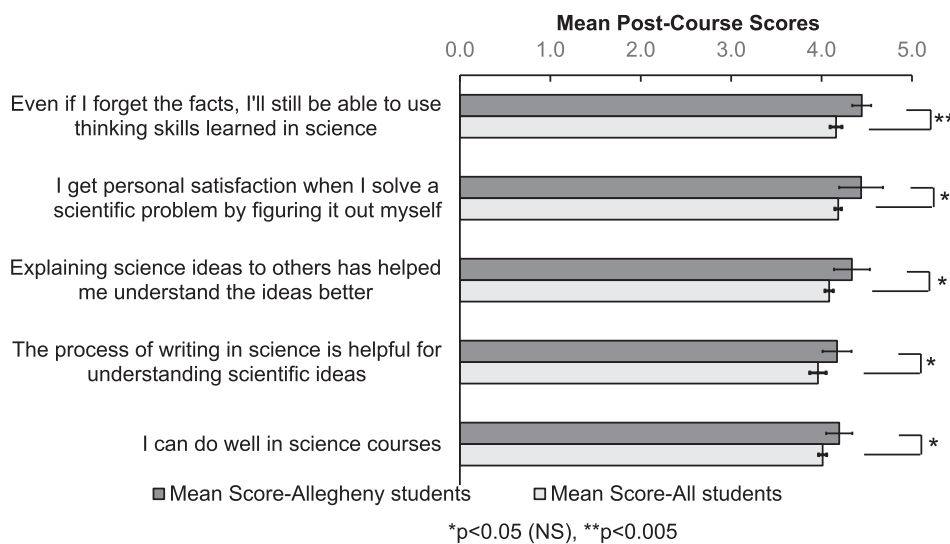 Mean Post-Course Scores
0.0 1.0 2.0 3.0 4.0 5.0
Even if I forget the facts, I'll still be able to use
thinking skills learned in science
**
I get personal satisfaction when I solve a
scientific problem by figuring it out myself
*
Explaining science ideas to others has helped
me understand the ideas better
*
The process of writing in science is helpful for
understanding scientific ideas
*
I can do well in science courses
*
Mean Score-Allegheny students Mean Score-All students
*p<0.05 (NS), **p<0.005